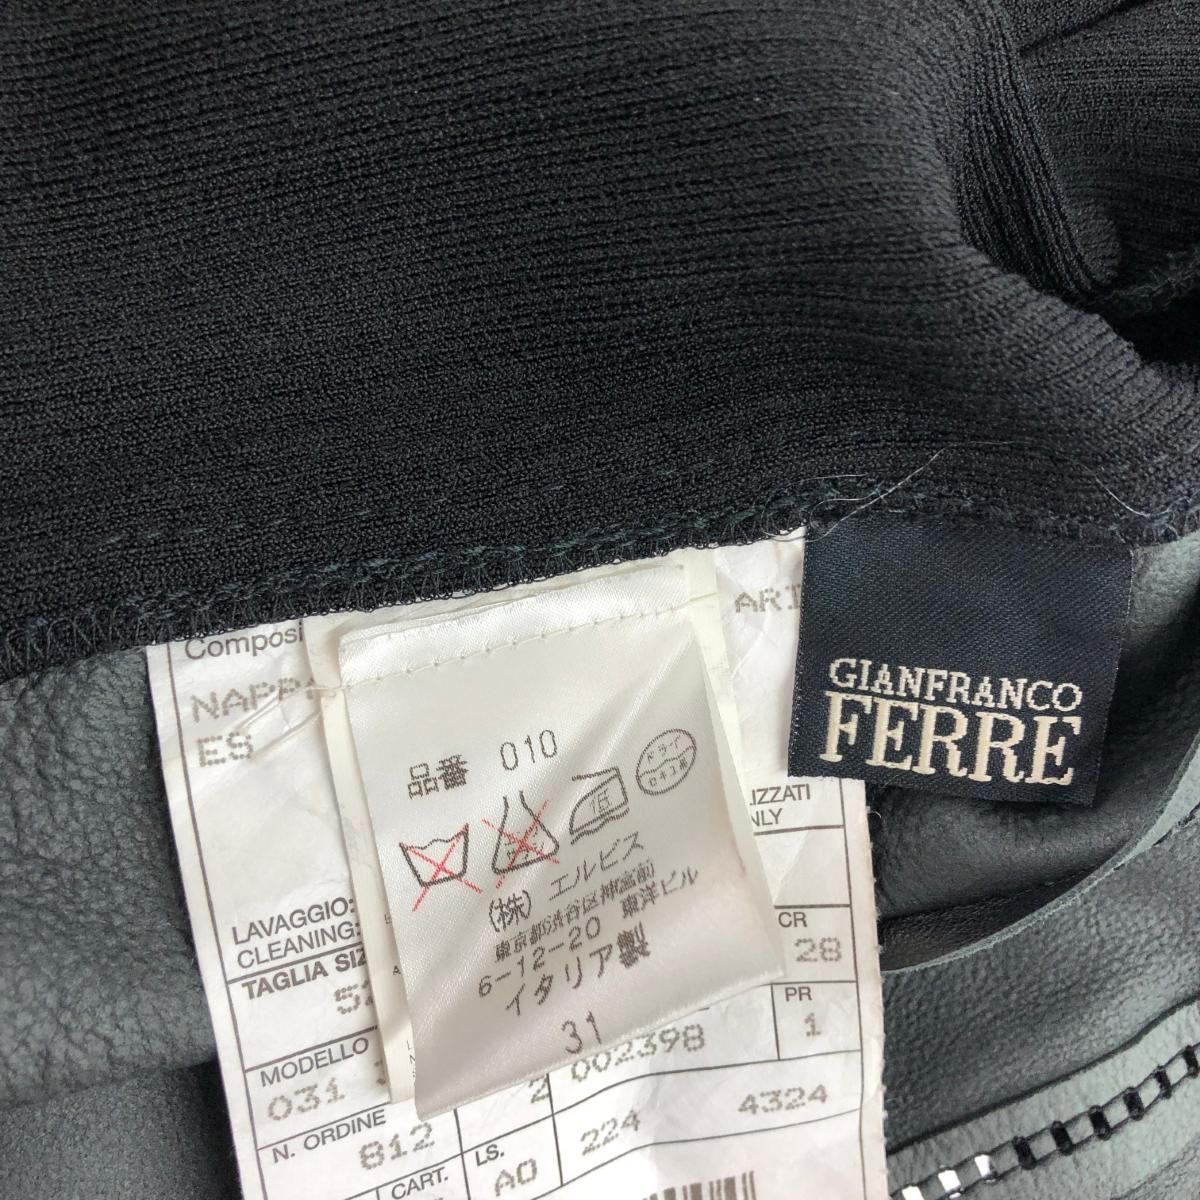 GIANFRANCO
FERRE
品番 010
低
ドライ
セキユ系
(株) エルビス
東京都渋谷区神宮前
6-12-20 東洋ビル
イタリア製
31
Composi
ARI
NAPP
ES
LIZZATI
NLY
LAVAGGIO:
CLEANING:
TAGLIA SIZ
CR
28
PR
1
MODELLO
031
2
002398
N. ORDINE
812
LS.
224
4324
CART.
A0